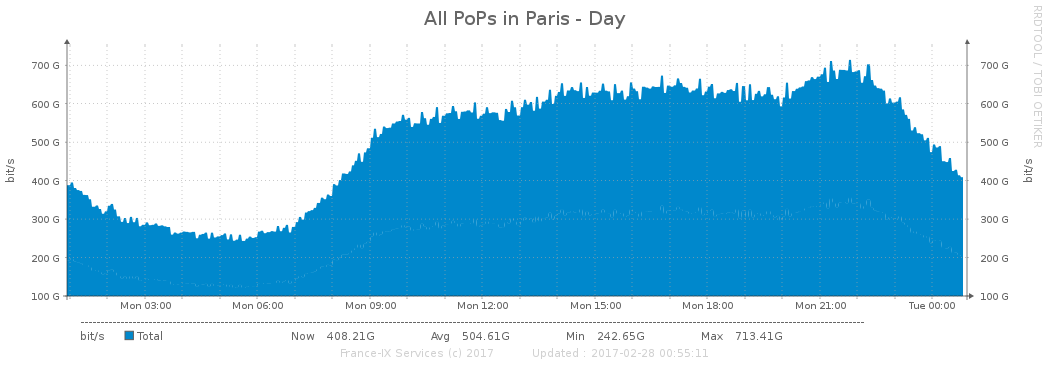 All PoPs in Paris - Day
RRDTOOL / TOBI OETIKER
bit/s
700 G
600 G
500 G
400 G
300 G
200 G
100 G
700 G
600 G
500 G
400 G
300 G
200 G
100 G
bit/s
Mon 03:00 Mon 06:00 Mon 09:00 Mon 12:00 Mon 15:00 Mon 18:00 Mon 21:00 Tue 00:00
bit/s Total Now 408.21G Avg 504.61G Min 242.65G Max 713.41G
France-IX Services (c) 2017 Updated : 2017-02-28 00:55:11